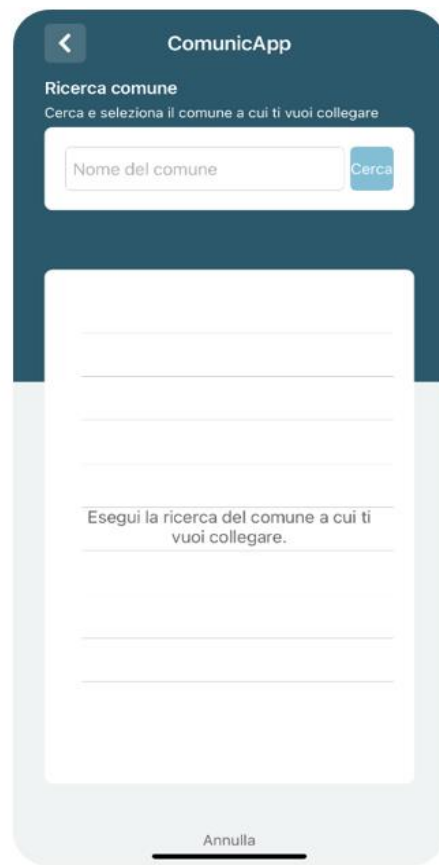 ComunicApp
Ricerca comune
Cerca e seleziona il comune a cui ti vuoi collegare
Nome del comune
Cerca
Esegui la ricerca del comune a cui ti
vuoi collegare.
Annulla